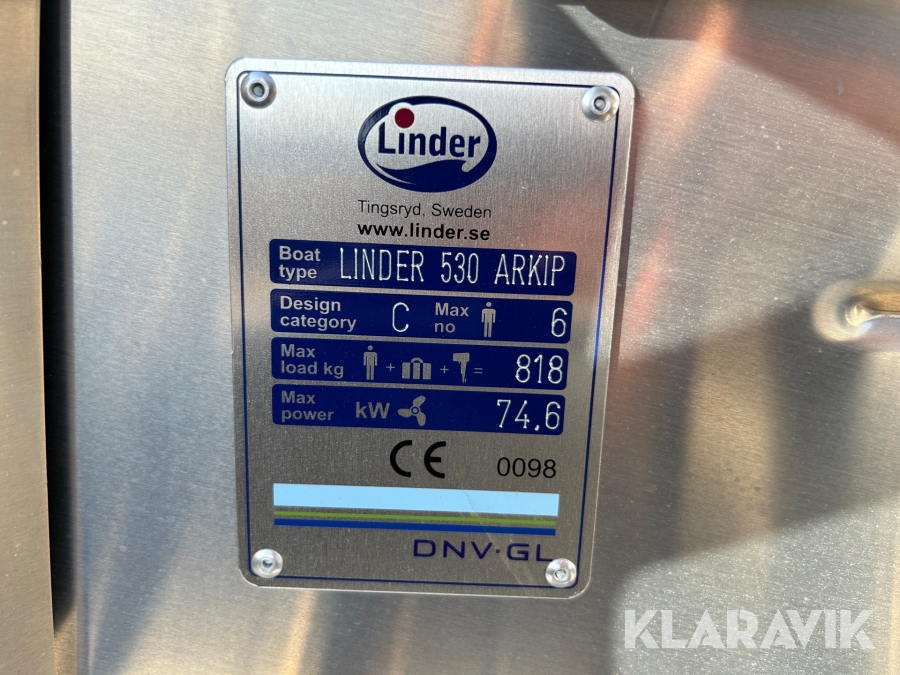 Linder
Tingsryd, Sweden
www.linder.se
Boat type LINDER 530 ARKIP
Design category C Max no 6
Max load kg + + = 818
Max power kW 74.6
CE 0098
DNV·GL
KLARAVIK